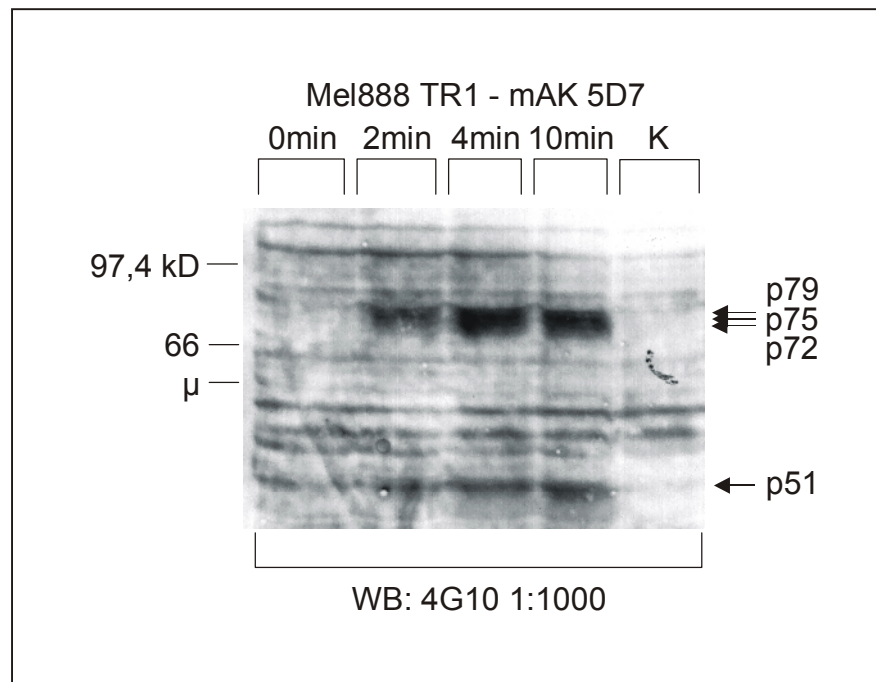 Mel888 TR1 - mAK 5D7
0min 2min 4min 10min K
97,4 kD
66
µ
p79
p75
p72
p51
WB: 4G10 1:1000